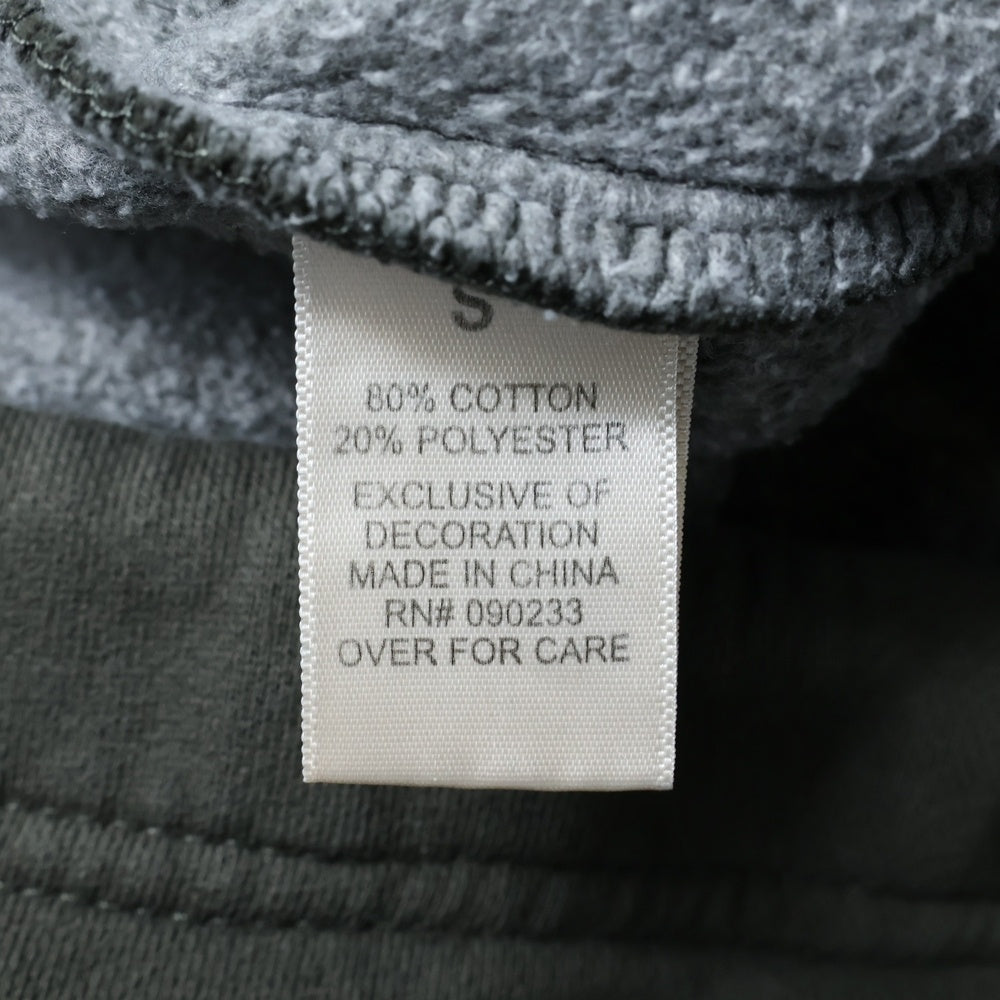 S
80% COTTON
20% POLYESTER
EXCLUSIVE OF
DECORATION
MADE IN CHINA
RN# 090233
OVER FOR CARE